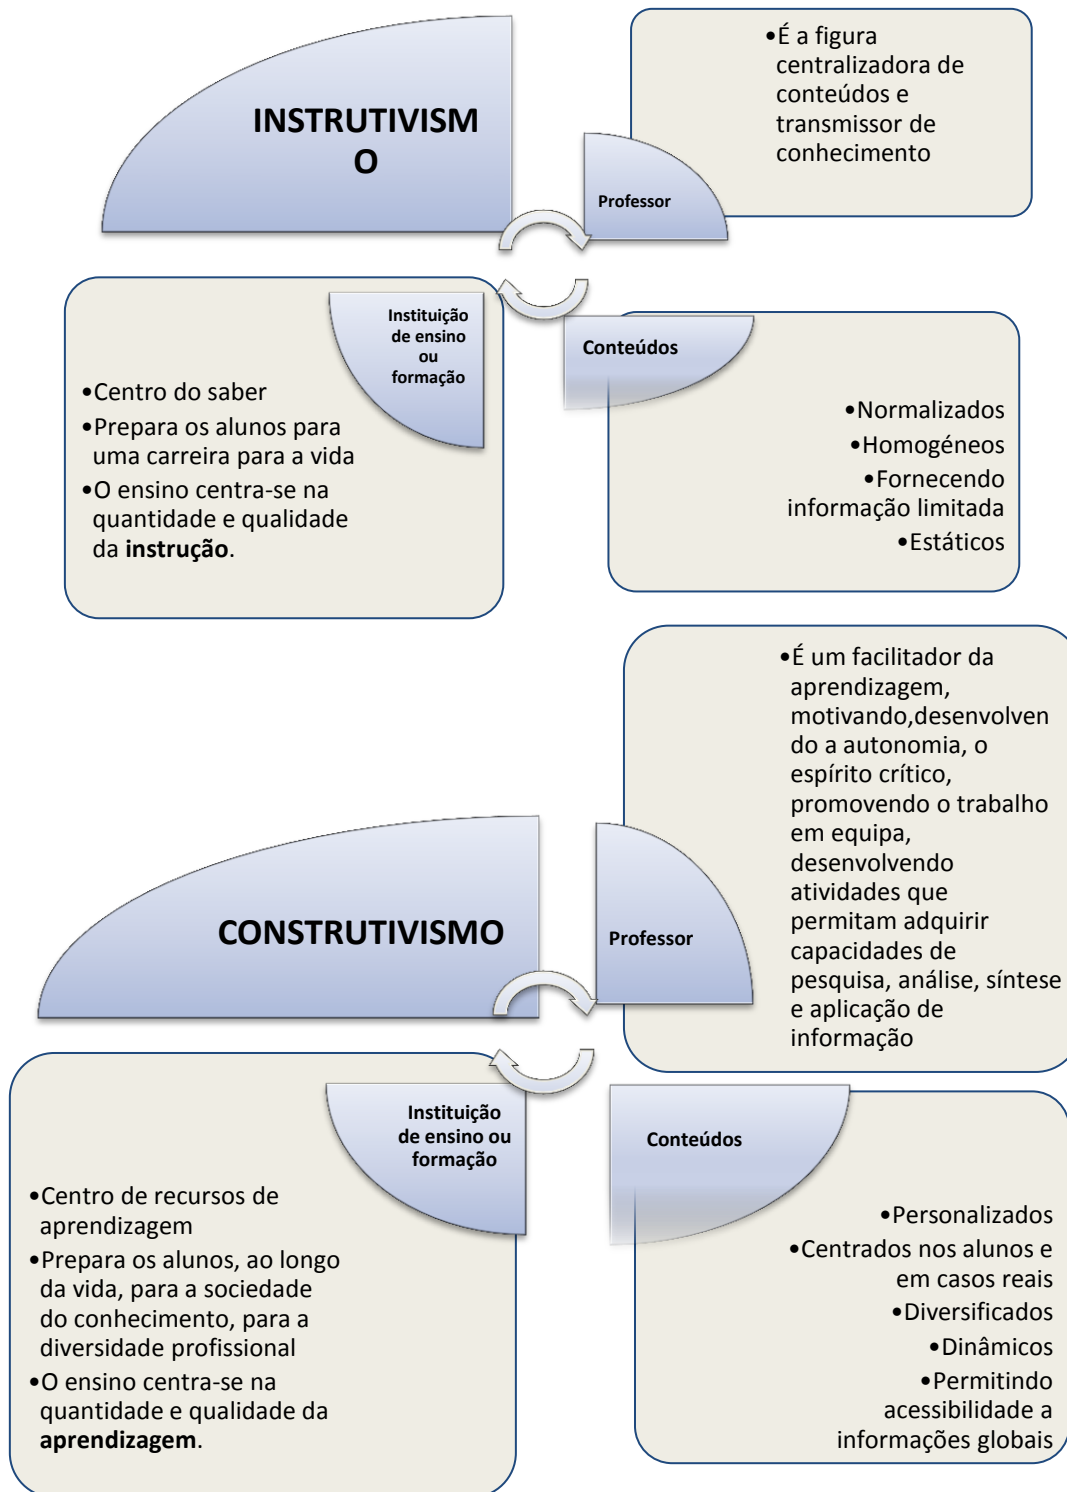 INSTRUTIVISM
O
•É a figura
centralizadora de
conteúdos e
transmissor de
conhecimento
Professor
Instituição
de ensino
ou
formação
•Centro do saber
•Prepara os alunos para
uma carreira para a vida
•O ensino centra-se na
quantidade e qualidade
da instrução.
Conteúdos
•Normalizados
•Homogéneos
•Fornecendo
informação limitada
•Estáticos
CONSTRUTIVISMO
•É um facilitador da
aprendizagem,
motivando,desenvolven
do a autonomia, o
espírito crítico,
promovendo o trabalho
em equipa,
desenvolvendo
atividades que
permitam adquirir
capacidades de
pesquisa, análise, síntese
e aplicação de
informação
Professor
Instituição
de ensino ou
formação
•Centro de recursos de
aprendizagem
•Prepara os alunos, ao longo
da vida, para a sociedade
do conhecimento, para a
diversidade profissional
•O ensino centra-se na
quantidade e qualidade da
aprendizagem.
Conteúdos
•Personalizados
•Centrados nos alunos e
em casos reais
•Diversificados
•Dinâmicos
•Permitindo
acessibilidade a
informações globais